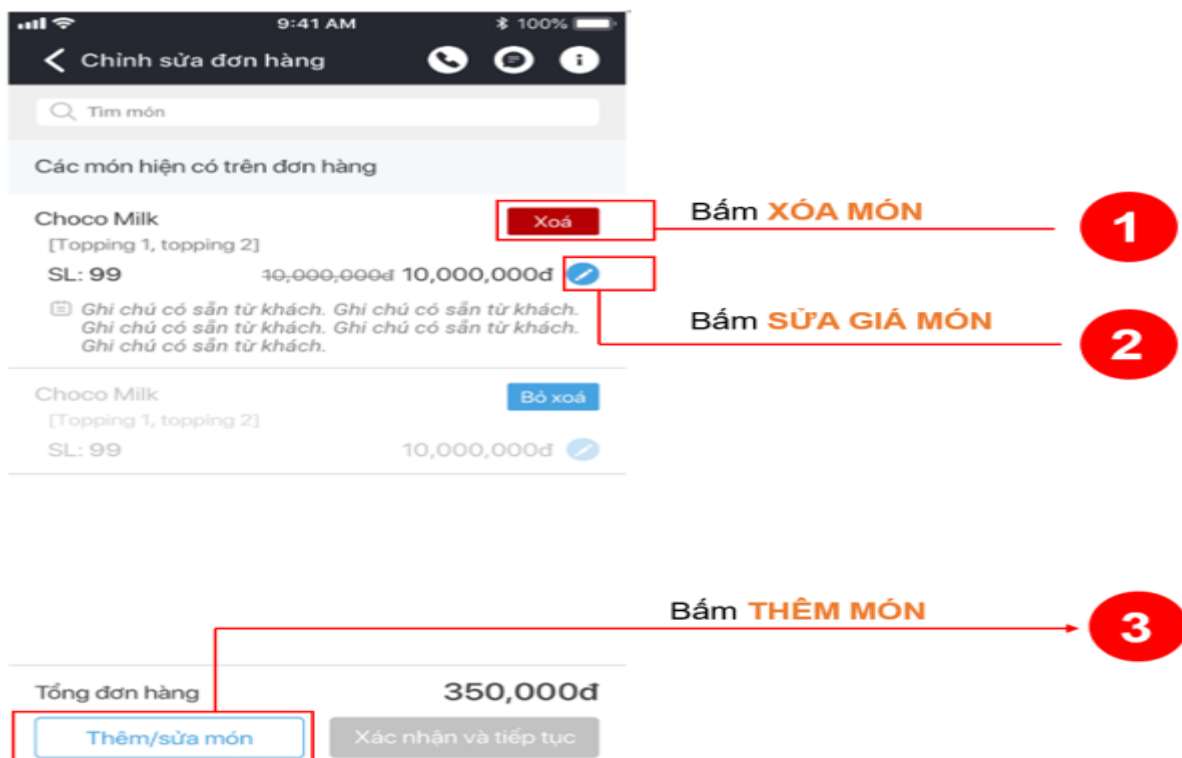 9:41 AM
100%
Chỉnh sửa đơn hàng
Tìm món
Các món hiện có trên đơn hàng
Choco Milk
Xoá
[Topping 1, topping 2]
SL: 99
10,000,000đ 10,000,000đ
Ghi chú có sẵn từ khách. Ghi chú có sẵn từ khách.
Ghi chú có sẵn từ khách. Ghi chú có sẵn từ khách.
Ghi chú có sẵn từ khách.
Choco Milk
Bỏ xoá
[Topping 1, topping 2]
SL: 99
10,000,000đ
Tổng đơn hàng
350,000đ
Thêm/sửa món
Xác nhận và tiếp tục
Bấm XÓA MÓN
1
Bấm SỬA GIÁ MÓN
2
Bấm THÊM MÓN
3